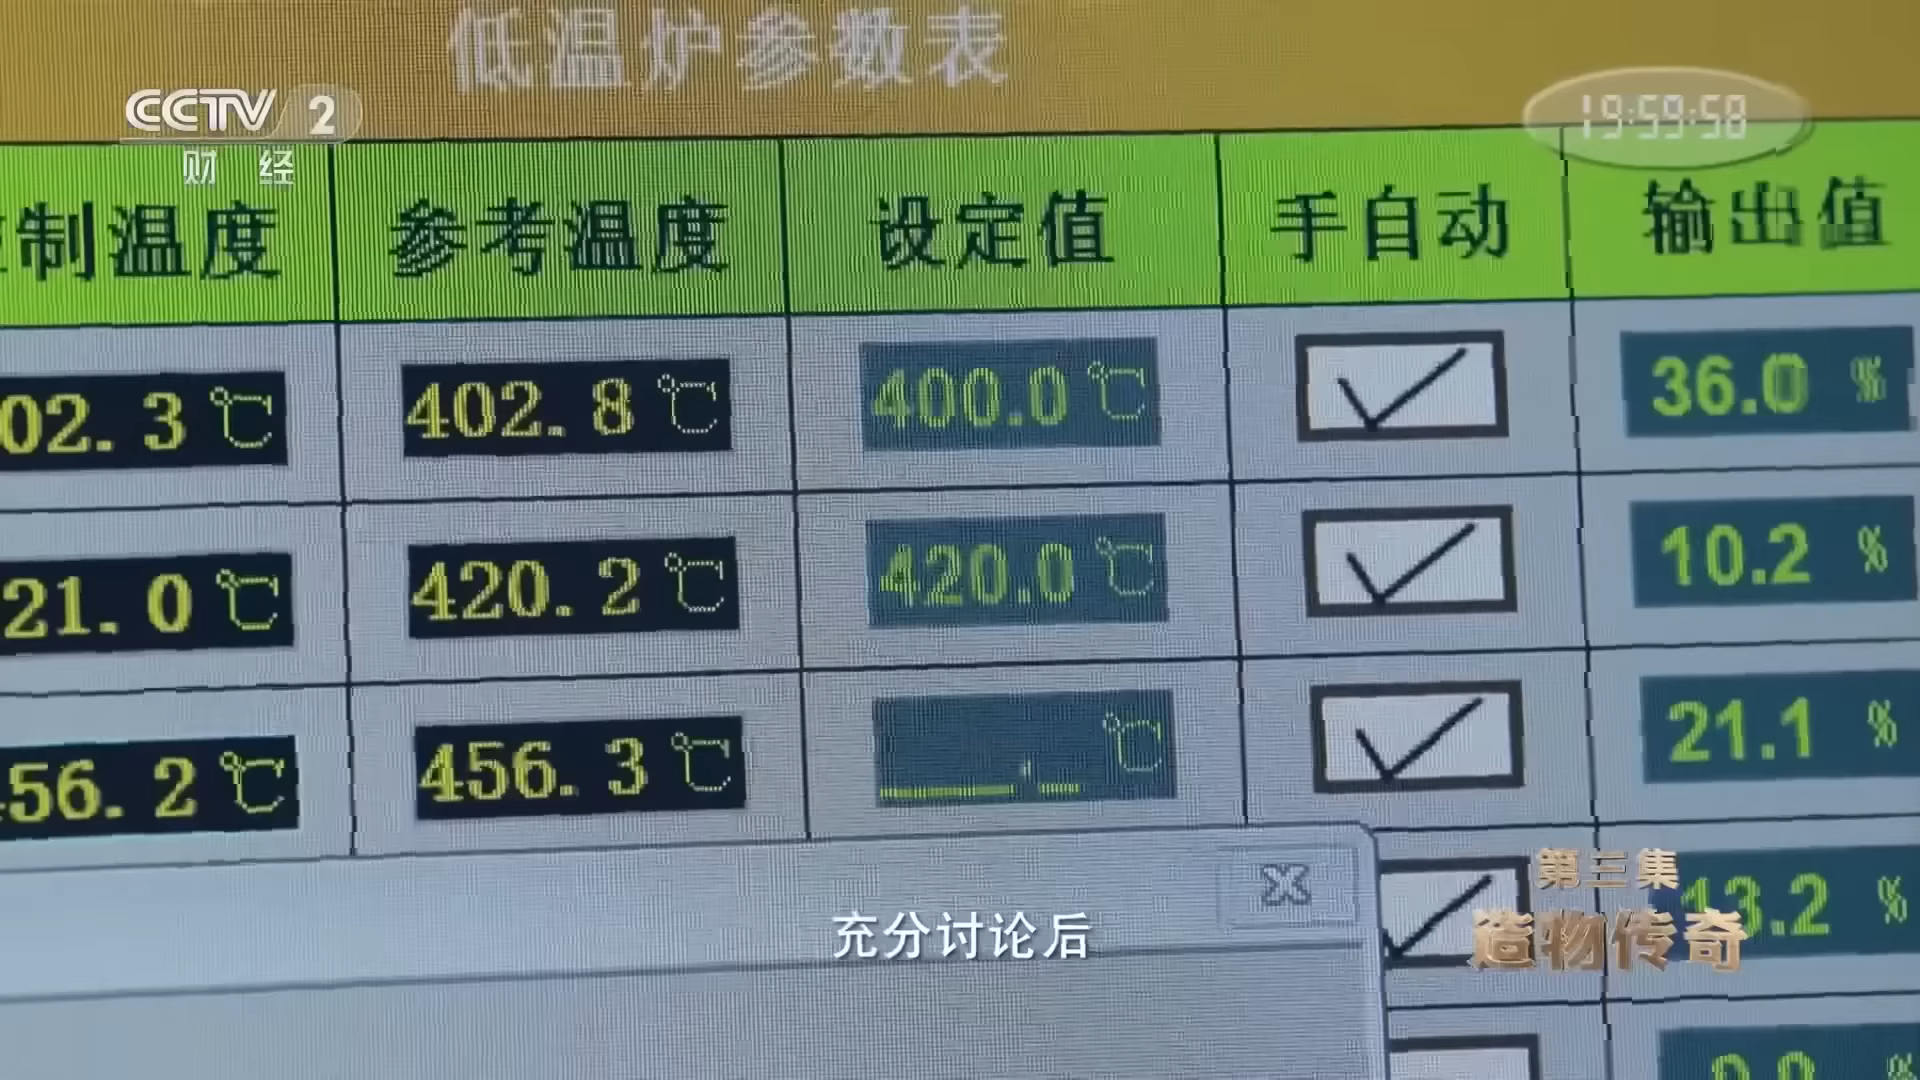 低温炉参数表
CCTV 2
财经
19:59:58
制温度 参考温度 设定值 手自动 输出值
02.3℃ 402.8℃ 400.0℃ 36.0 %
21.0℃ 420.2℃ 420.0℃ 10.2 %
56.2℃ 456.3℃ ℃ 21.1 %
13.2 %
第三集
造物传奇
充分讨论后